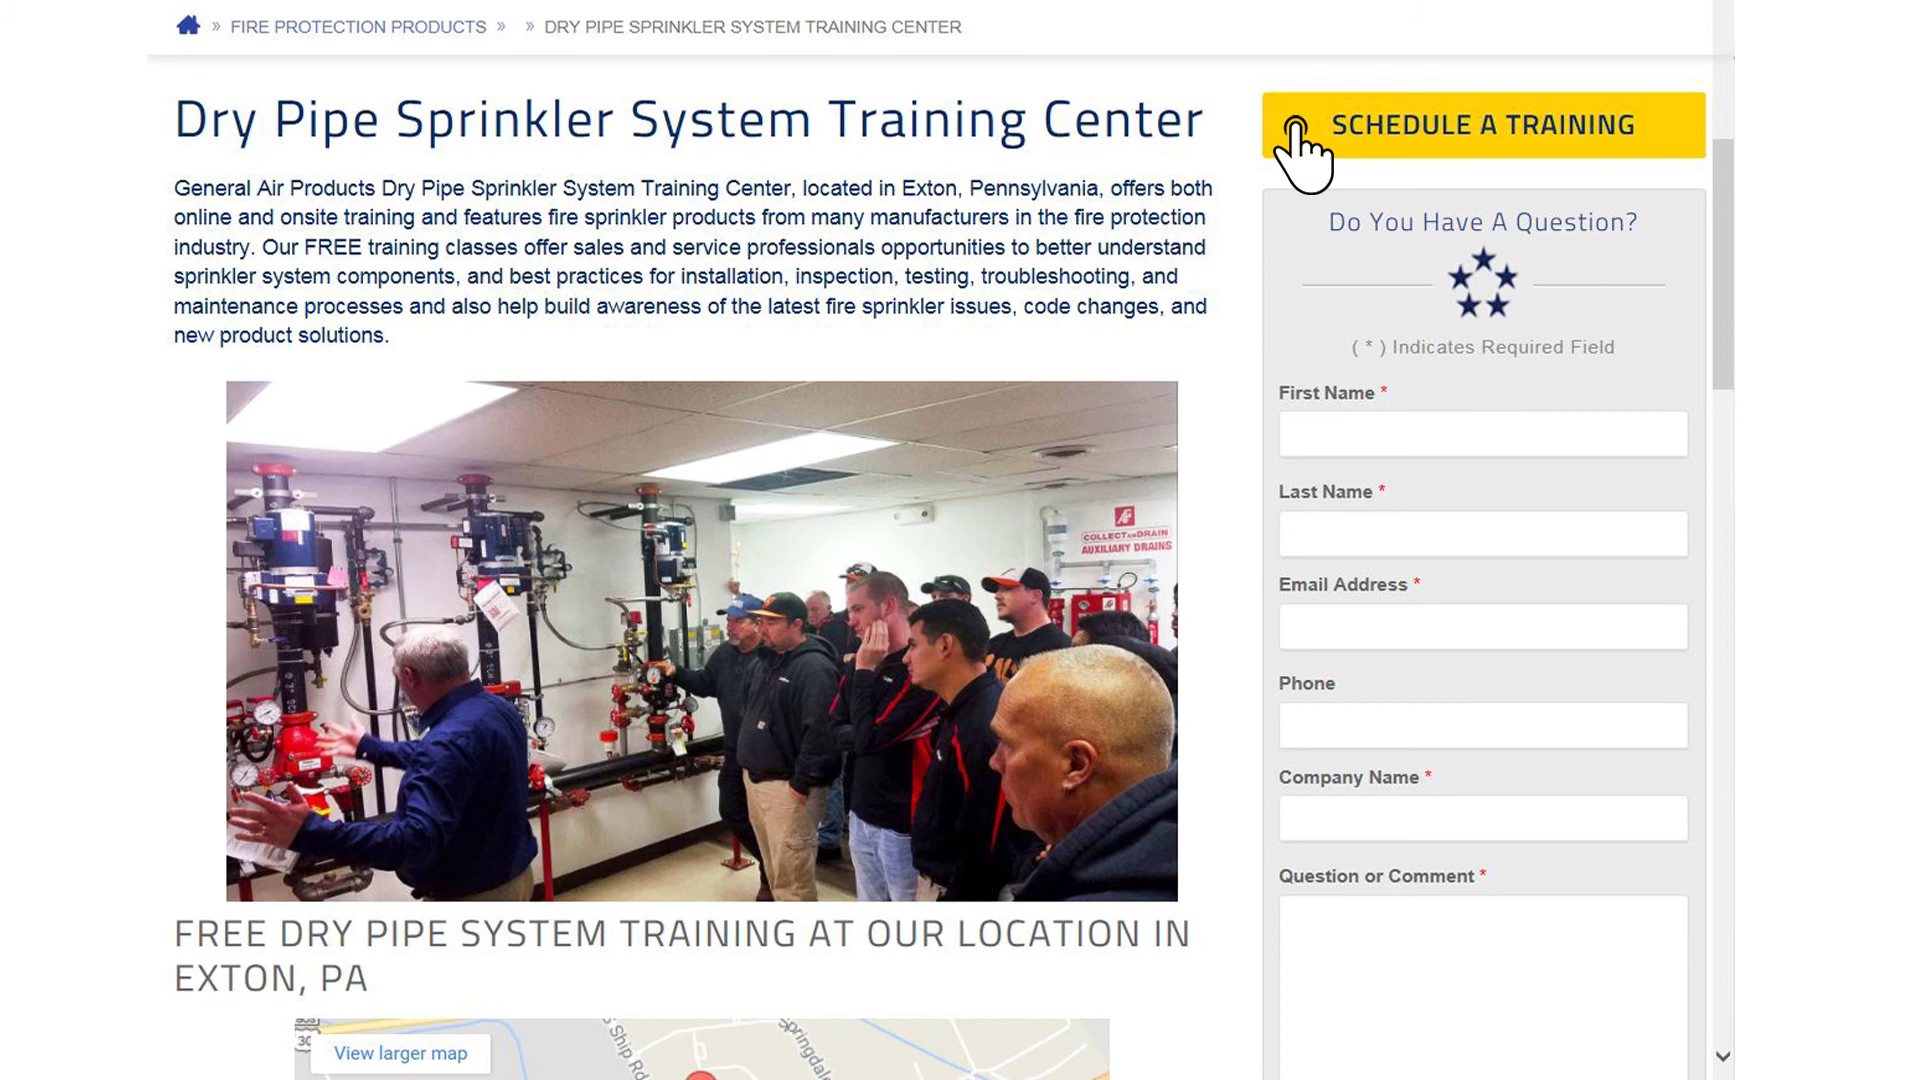 » FIRE PROTECTION PRODUCTS » » DRY PIPE SPRINKLER SYSTEM TRAINING CENTER
Dry Pipe Sprinkler System Training Center
General Air Products Dry Pipe Sprinkler System Training Center, located in Exton, Pennsylvania, offers both
online and onsite training and features fire sprinkler products from many manufacturers in the fire protection
industry. Our FREE training classes offer sales and service professionals opportunities to better understand
sprinkler system components, and best practices for installation, inspection, testing, troubleshooting, and
maintenance processes and also help build awareness of the latest fire sprinkler issues, code changes, and
new product solutions.
COLLECT AND DRAIN
AUXILIARY DRAINS
FREE DRY PIPE SYSTEM TRAINING AT OUR LOCATION IN
EXTON, PA
View larger map
Ship Rd
Springdale
SCHEDULE A TRAINING
Do You Have A Question?
( * ) Indicates Required Field
First Name *
Last Name *
Email Address *
Phone
Company Name *
Question or Comment *